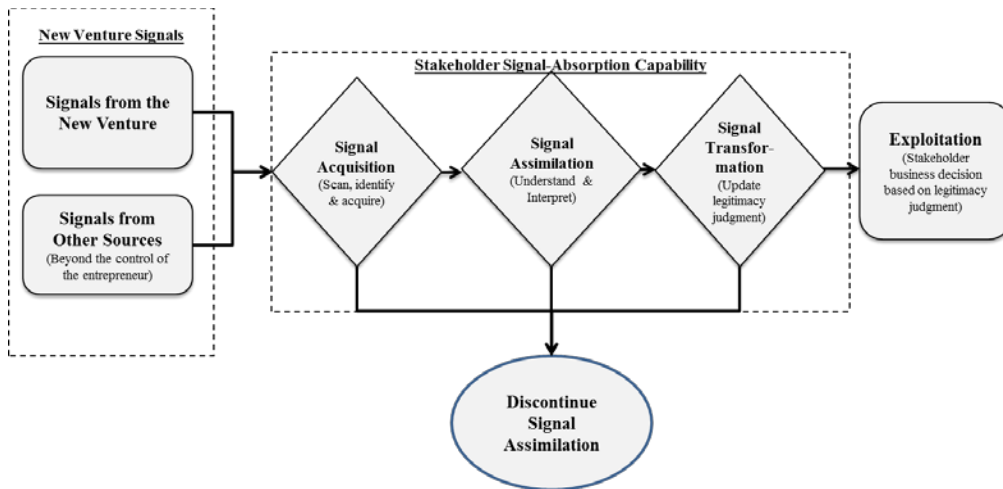 New Venture Signals
Signals from the
New Venture
Signals from
Other Sources
(Beyond the control of
the entrepreneur)
Stakeholder Signal-Absorption Capability
Signal
Acquisition
(Scan, identify
& acquire)
Signal
Assimilation
(Understand &
Interpret)
Signal
Transfor-
mation
(Update
legitimacy
judgment)
Exploitation
(Stakeholder
business decision
based on legitimacy
judgment)
Discontinue
Signal
Assimilation